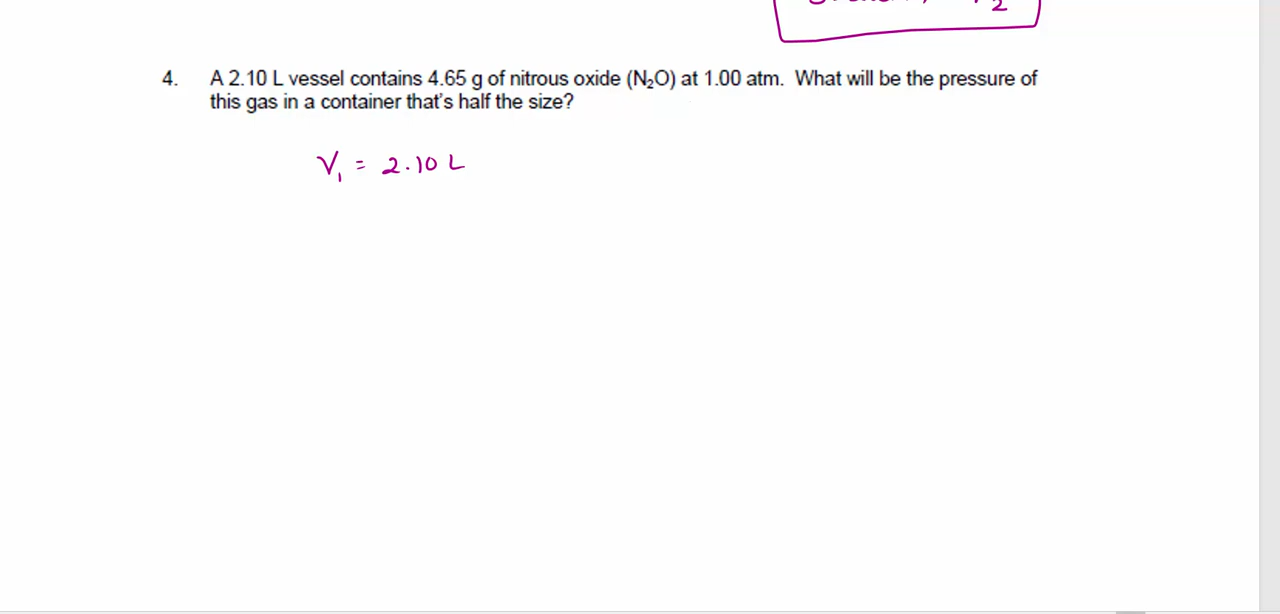 2
4. A 2.10 L vessel contains 4.65 g of nitrous oxide (N₂O) at 1.00 atm. What will be the pressure of
this gas in a container that's half the size?
V₁ = 2.10 L